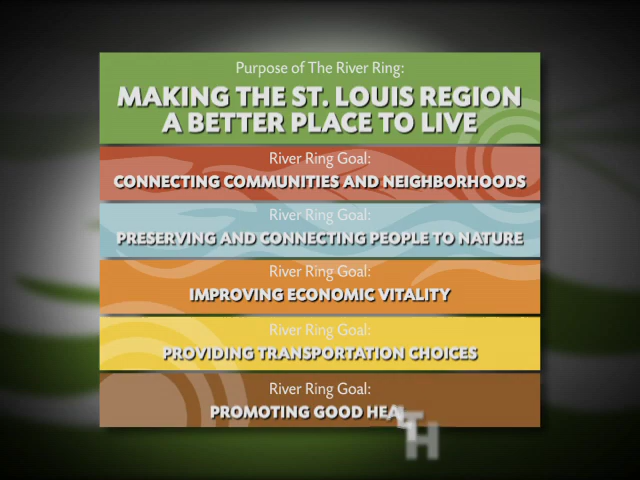 Purpose of The River Ring:
MAKING THE ST. LOUIS REGION
A BETTER PLACE TO LIVE
River Ring Goal:
CONNECTING COMMUNITIES AND NEIGHBORHOODS
River Ring Goal:
PRESERVING AND CONNECTING PEOPLE TO NATURE
River Ring Goal:
IMPROVING ECONOMIC VITALITY
River Ring Goal:
PROVIDING TRANSPORTATION CHOICES
River Ring Goal:
PROMOTING GOOD HEALTH